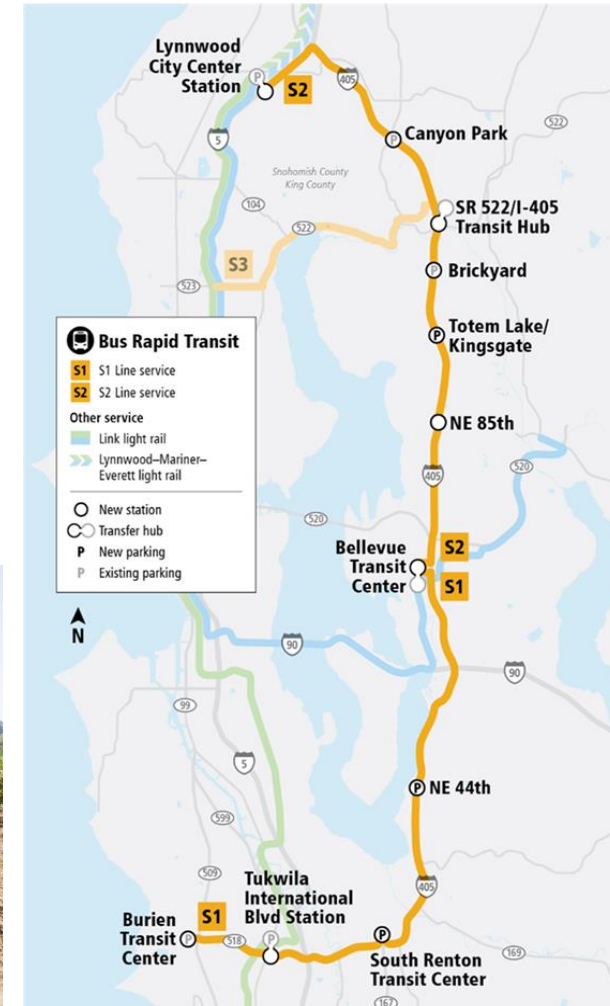 Lynnwood
City Center
Station
P
S2
405
5
Canyon Park
P
522
Snohomish County
King County
104
SR 522/I-405
Transit Hub
522
S3
523
Brickyard
P
Totem Lake/
Kingsgate
P
NE 85th
405
520
520
Bus Rapid Transit
S1 S1 Line service
S2 S2 Line service
Other service
Link light rail
Lynnwood–Mariner–
Everett light rail
New station
Transfer hub
P New parking
P Existing parking
N
Bellevue
Transit
Center
S2
S1
90
90
99
5
599
509
P NE 44th
405
Burien
Transit
Center
P
S1
518
Tukwila
International
Blvd Station
P
P
South Renton
Transit Center
169
167